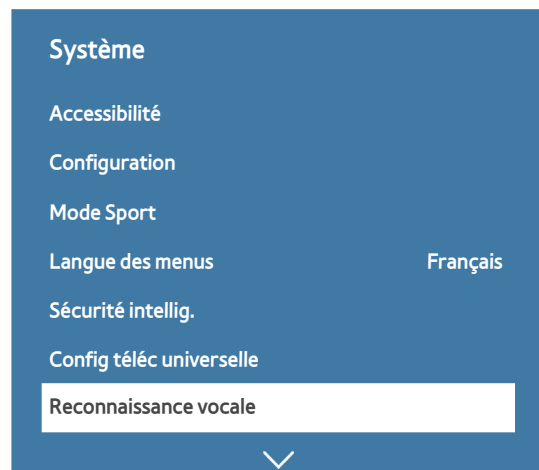 Système
Accessibilité
Configuration
Mode Sport
Langue des menus Français
Sécurité intellig.
Config téléc universelle
Reconnaissance vocale